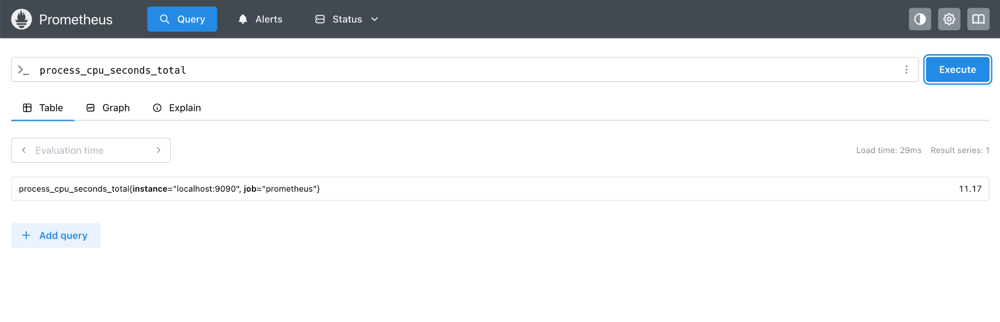 Prometheus Query Alerts Status
process_cpu_seconds_total Execute
Table Graph Explain
Evaluation time Load time: 29ms Result series: 1
process_cpu_seconds_total{instance="localhost:9090", job="prometheus"} 11.17
Add query